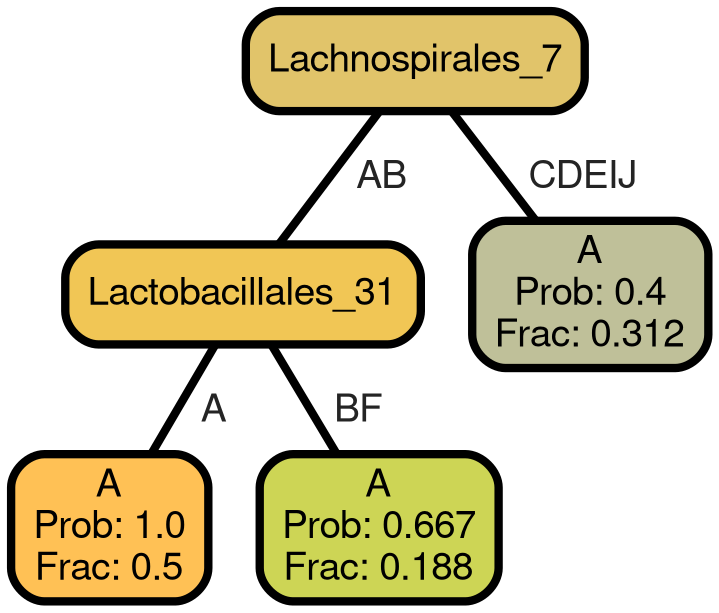 Lachnospirales_7
AB
CDEIJ
Lactobacillales_31
A
Prob: 0.4
Frac: 0.312
A
BF
A
Prob: 1.0
Frac: 0.5
A
Prob: 0.667
Frac: 0.188